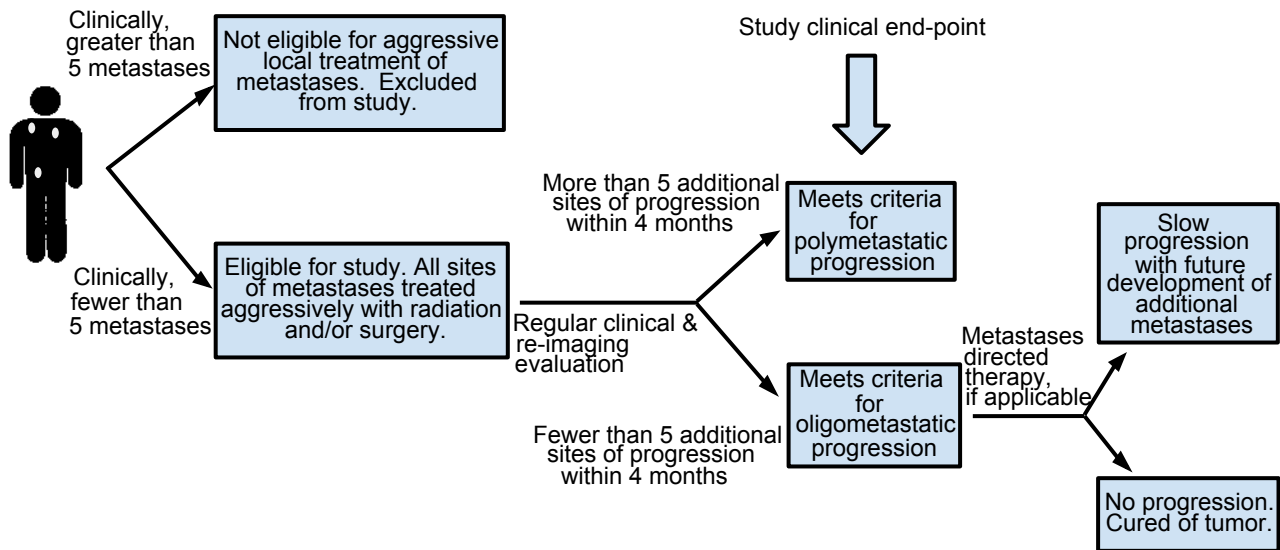 Clinically,
greater than
5 metastases
Not eligible for aggressive
local treatment of
metastases.  Excluded
from study.
Clinically,
fewer than
5 metastases
Eligible for study. All sites
of metastases treated
aggressively with radiation
and/or surgery.
Regular clinical &
re-imaging
evaluation
Study clinical end-point
More than 5 additional
sites of progression
within 4 months
Meets criteria
for
polymetastatic
progression
Fewer than 5 additional
sites of progression
within 4 months
Meets criteria
for
oligometastatic
progression
Metastases
directed
therapy,
if applicable
Slow
progression
with future
development of
additional
metastases
No progression.
Cured of tumor.